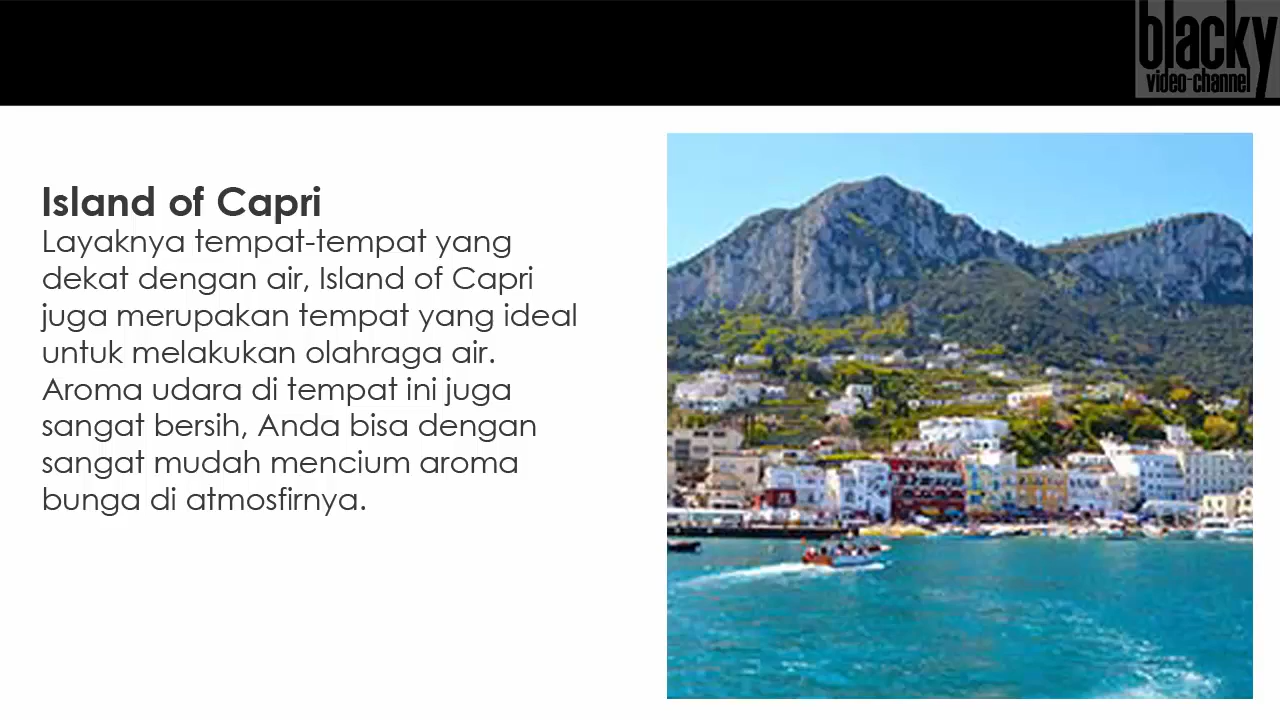 blacky
video-channel
Island of Capri
Layaknya tempat-tempat yang
dekat dengan air, Island of Capri
juga merupakan tempat yang ideal
untuk melakukan olahraga air.
Aroma udara di tempat ini juga
sangat bersih, Anda bisa dengan
sangat mudah mencium aroma
bunga di atmosfirnya.